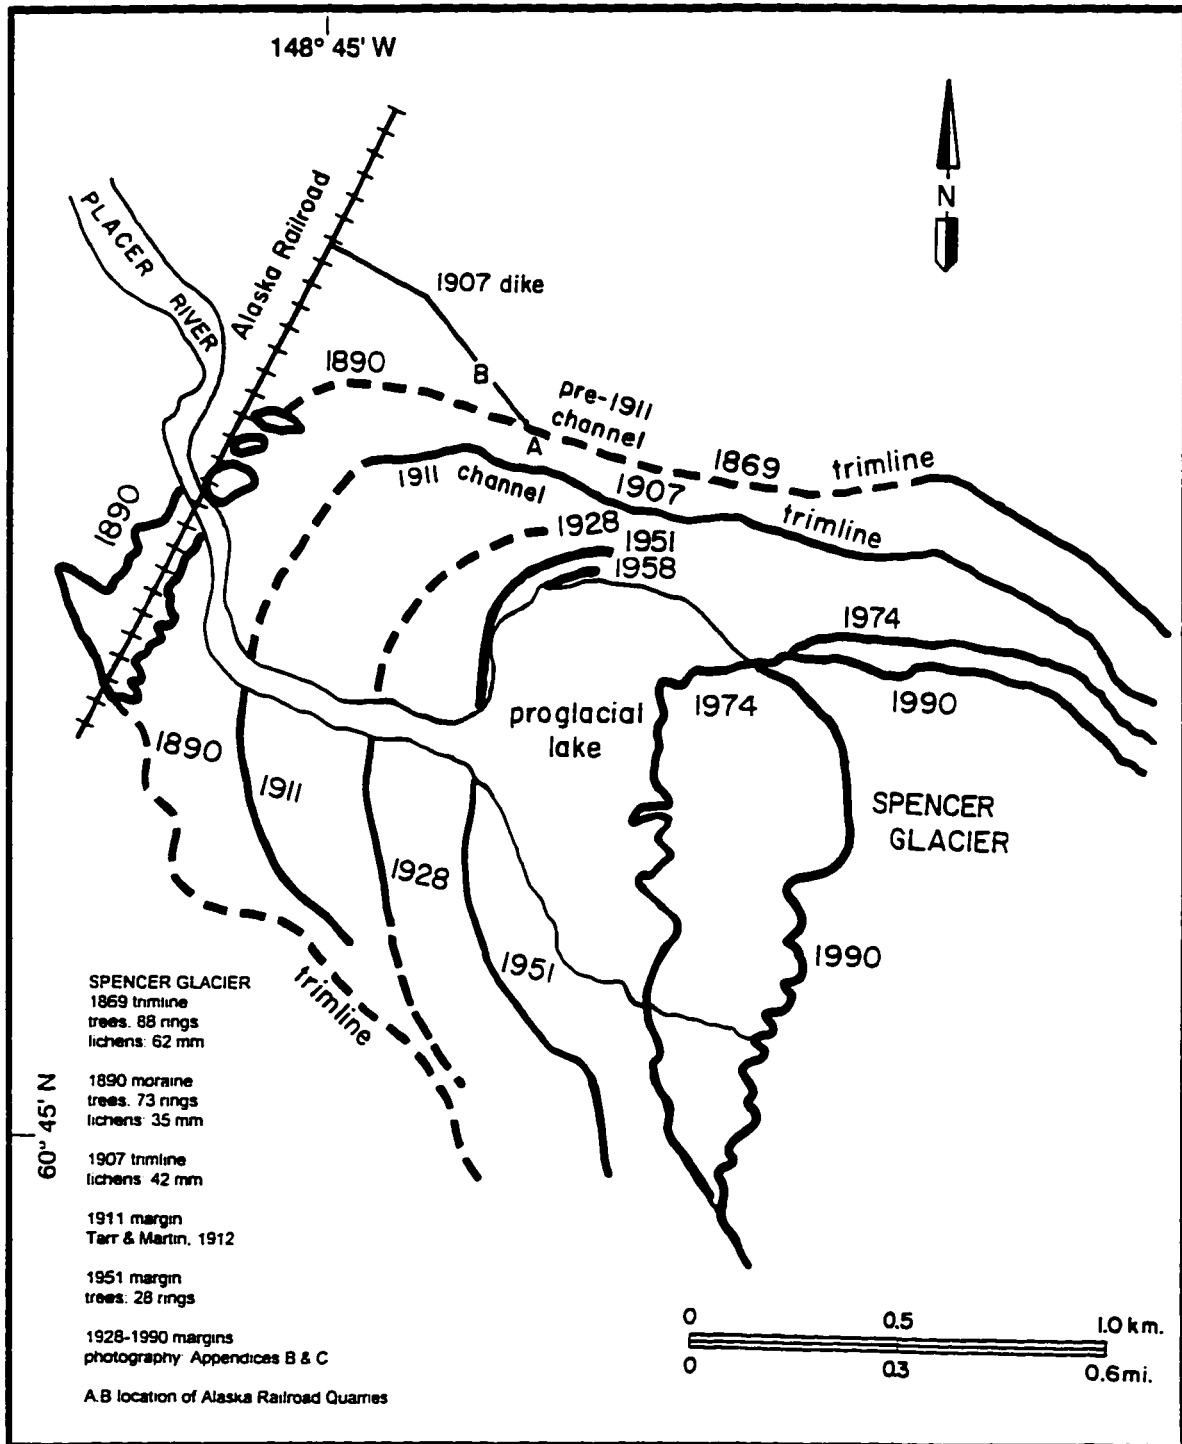 148° 45' W
N
PLACER
RIVER
Alaska Railroad
1907 dike
B
1890
pre-1911
channel
A
1869
trimline
1911
channel
1907
trimline
1928
1951
1958
1890
1974
1990
1974
proglacial
lake
1890
1911
SPENCER
GLACIER
1928
1951
1990
trimline
SPENCER GLACIER
1869 trimline
trees. 88 rings
lichens: 62 mm
1890 moraine
trees. 73 rings
lichens: 35 mm
1907 trimline
lichens: 42 mm
1911 margin
Tarr & Martin, 1912
1951 margin
trees: 28 rings
1928-1990 margins
photography: Appendices B & C
A.B location of Alaska Railroad Quarries
60° 45' N
0 0.5 1.0 km.
0 0.3 0.6 mi.